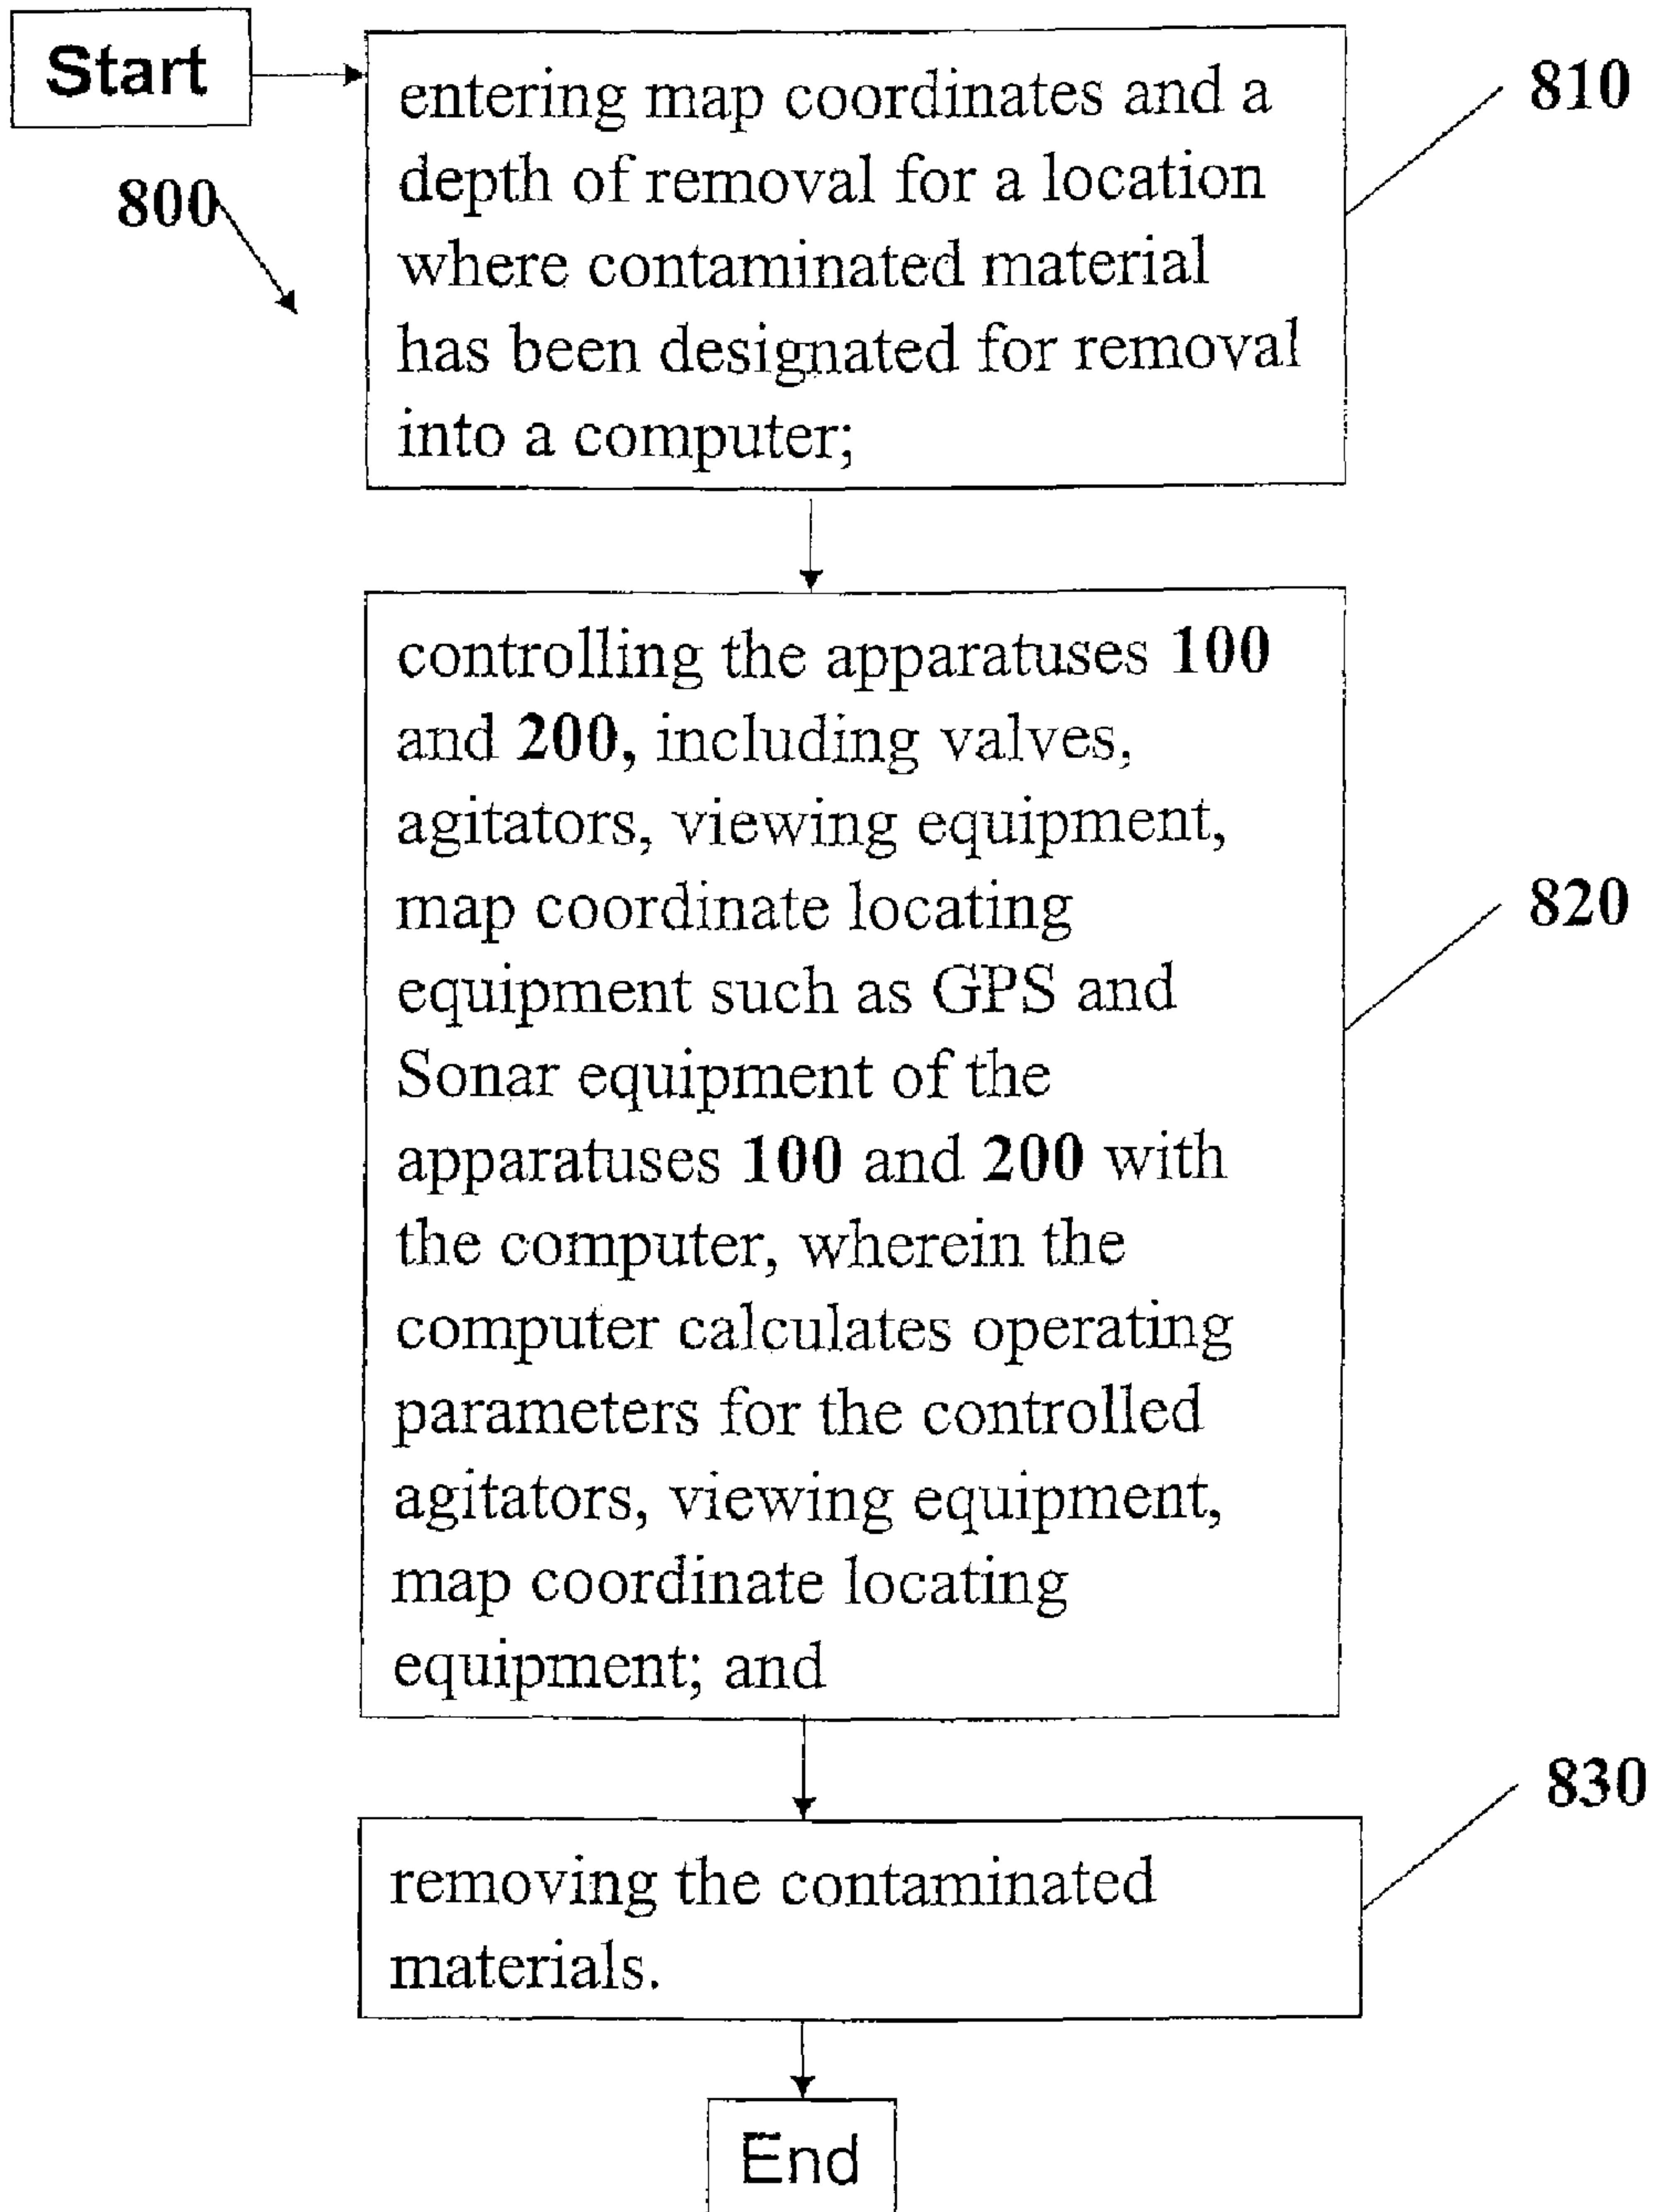 Start
800
entering map coordinates and a
depth of removal for a location
where contaminated material
has been designated for removal
into a computer;
810
controlling the apparatuses 100
and 200, including valves,
agitators, viewing equipment,
map coordinate locating
equipment such as GPS and
Sonar equipment of the
apparatuses 100 and 200 with
the computer, wherein the
computer calculates operating
parameters for the controlled
agitators, viewing equipment,
map coordinate locating
equipment; and
820
removing the contaminated
materials.
830
End